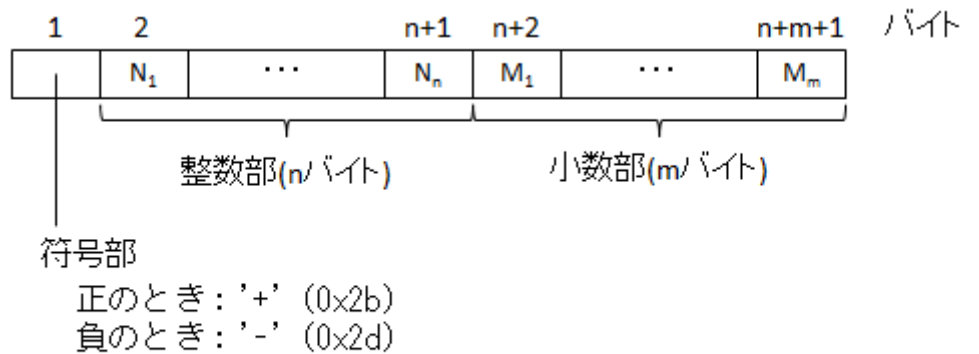 1 2 n+1 n+2 n+m+1 バイト
N₁ ··· Nₙ M₁ ··· Mₘ
整数部(nバイト) 小数部(mバイト)
符号部
正のとき：'+' (0x2b)
負のとき：'-' (0x2d)